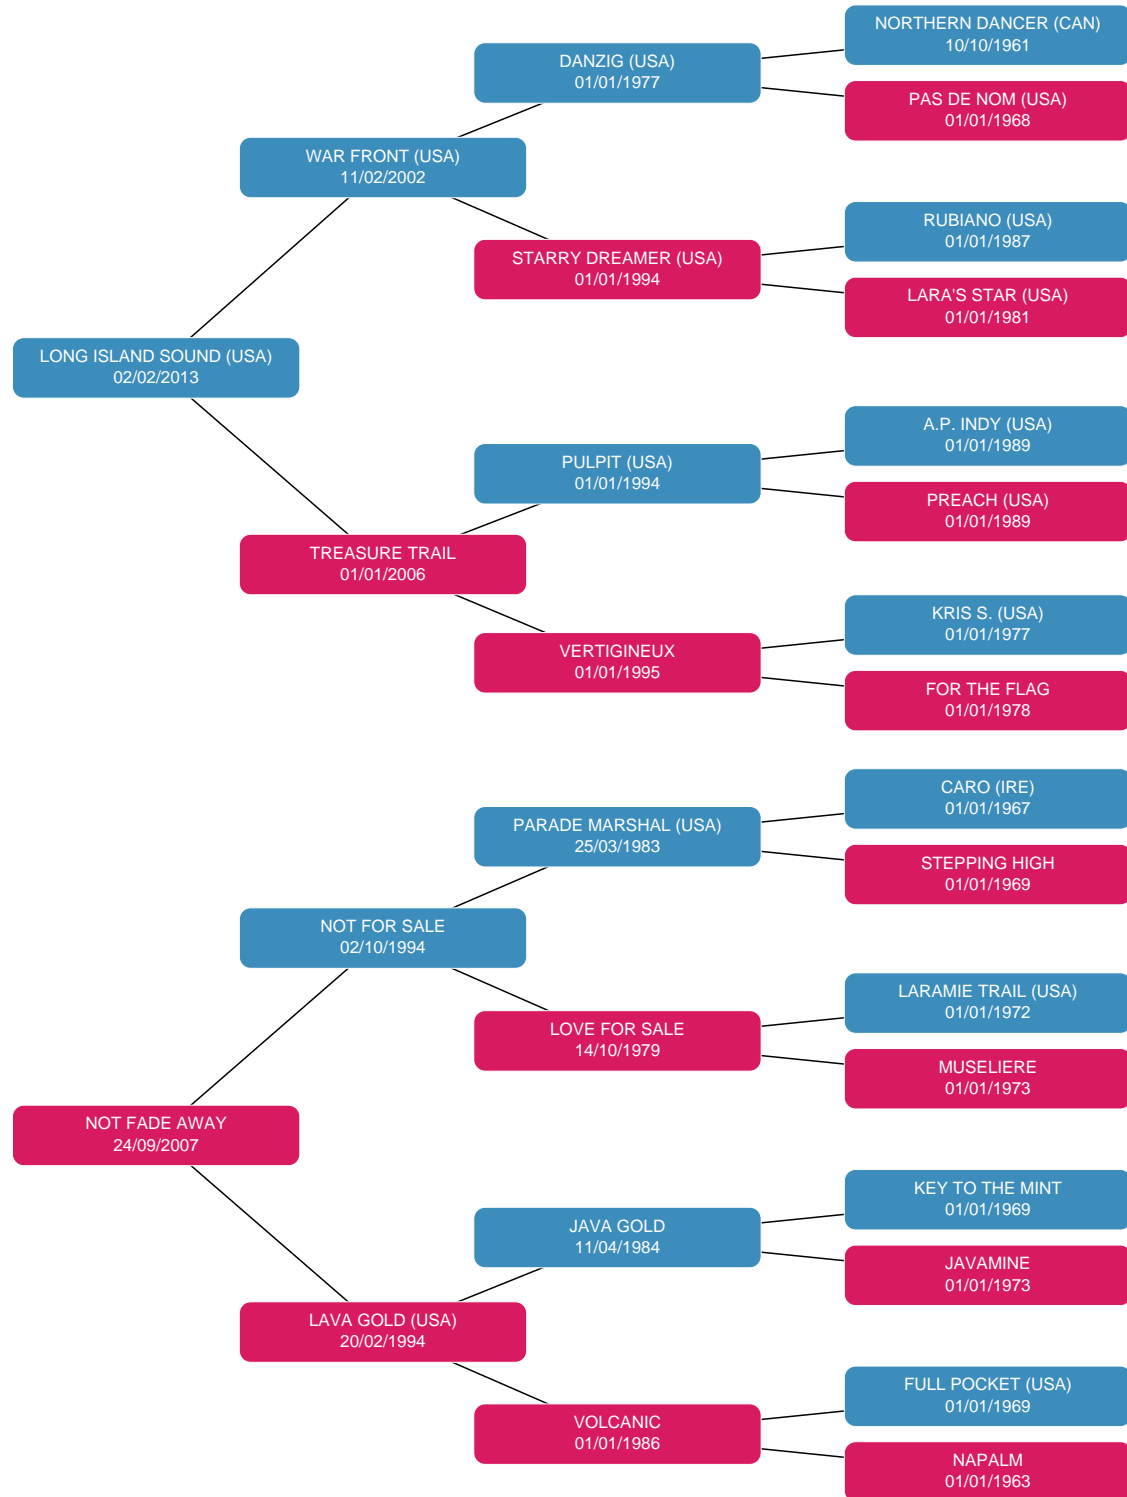 NORTHERN DANCER (CAN)
10/10/1961
DANZIG (USA)
01/01/1977
PAS DE NOM (USA)
01/01/1968
WAR FRONT (USA)
11/02/2002
RUBIANO (USA)
01/01/1987
STARRY DREAMER (USA)
01/01/1994
LARA'S STAR (USA)
01/01/1981
LONG ISLAND SOUND (USA)
02/02/2013
A.P. INDY (USA)
01/01/1989
PULPIT (USA)
01/01/1994
PREACH (USA)
01/01/1989
TREASURE TRAIL
01/01/2006
KRIS S. (USA)
01/01/1977
VERTIGINEUX
01/01/1995
FOR THE FLAG
01/01/1978
CARO (IRE)
01/01/1967
PARADE MARSHAL (USA)
25/03/1983
STEPPING HIGH
01/01/1969
NOT FOR SALE
02/10/1994
LARAMIE TRAIL (USA)
01/01/1972
LOVE FOR SALE
14/10/1979
MUSELIERE
01/01/1973
NOT FADE AWAY
24/09/2007
KEY TO THE MINT
01/01/1969
JAVA GOLD
11/04/1984
JAVAMINE
01/01/1973
LAVA GOLD (USA)
20/02/1994
FULL POCKET (USA)
01/01/1969
VOLCANIC
01/01/1986
NAPALM
01/01/1963